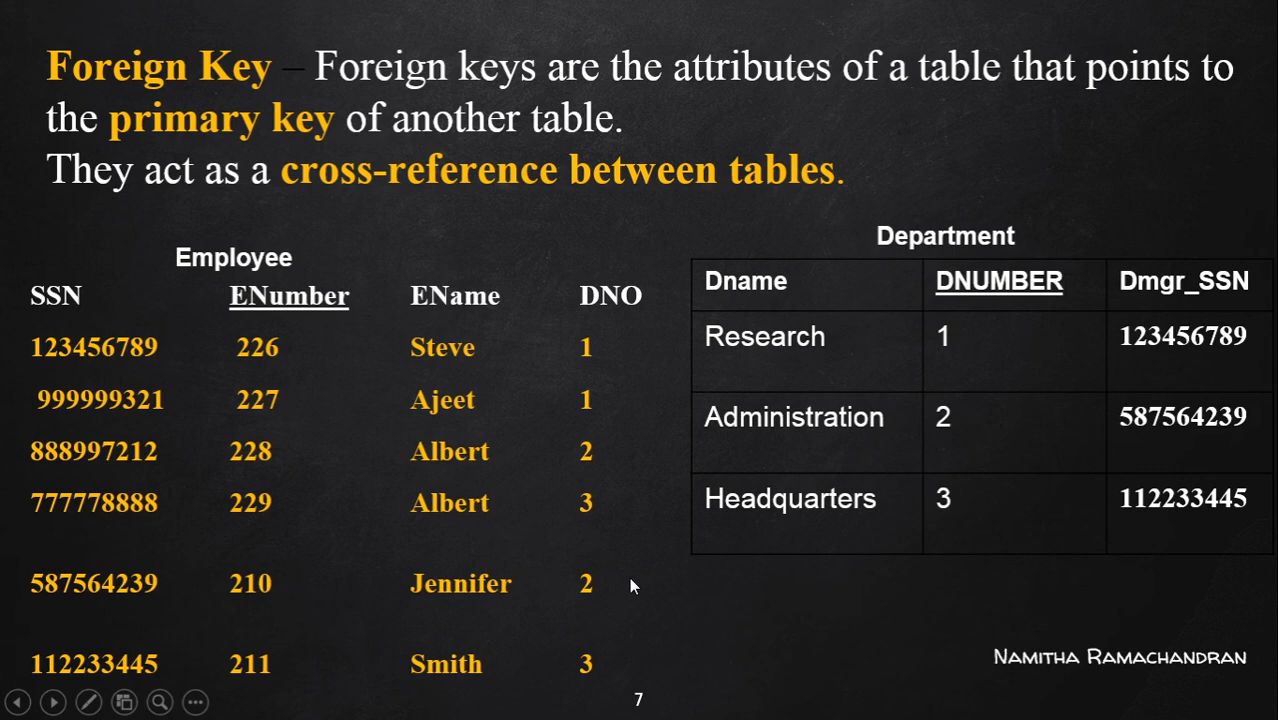 Foreign Key – Foreign keys are the attributes of a table that points to
the primary key of another table.
They act as a cross-reference between tables.
Employee
SSN ENumber EName DNO
123456789 226 Steve 1
999999321 227 Ajeet 1
888997212 228 Albert 2
777778888 229 Albert 3
587564239 210 Jennifer 2
112233445 211 Smith 3
Department
Dname DNUMBER Dmgr_SSN
Research 1 123456789
Administration 2 587564239
Headquarters 3 112233445
Namitha Ramachandran
7